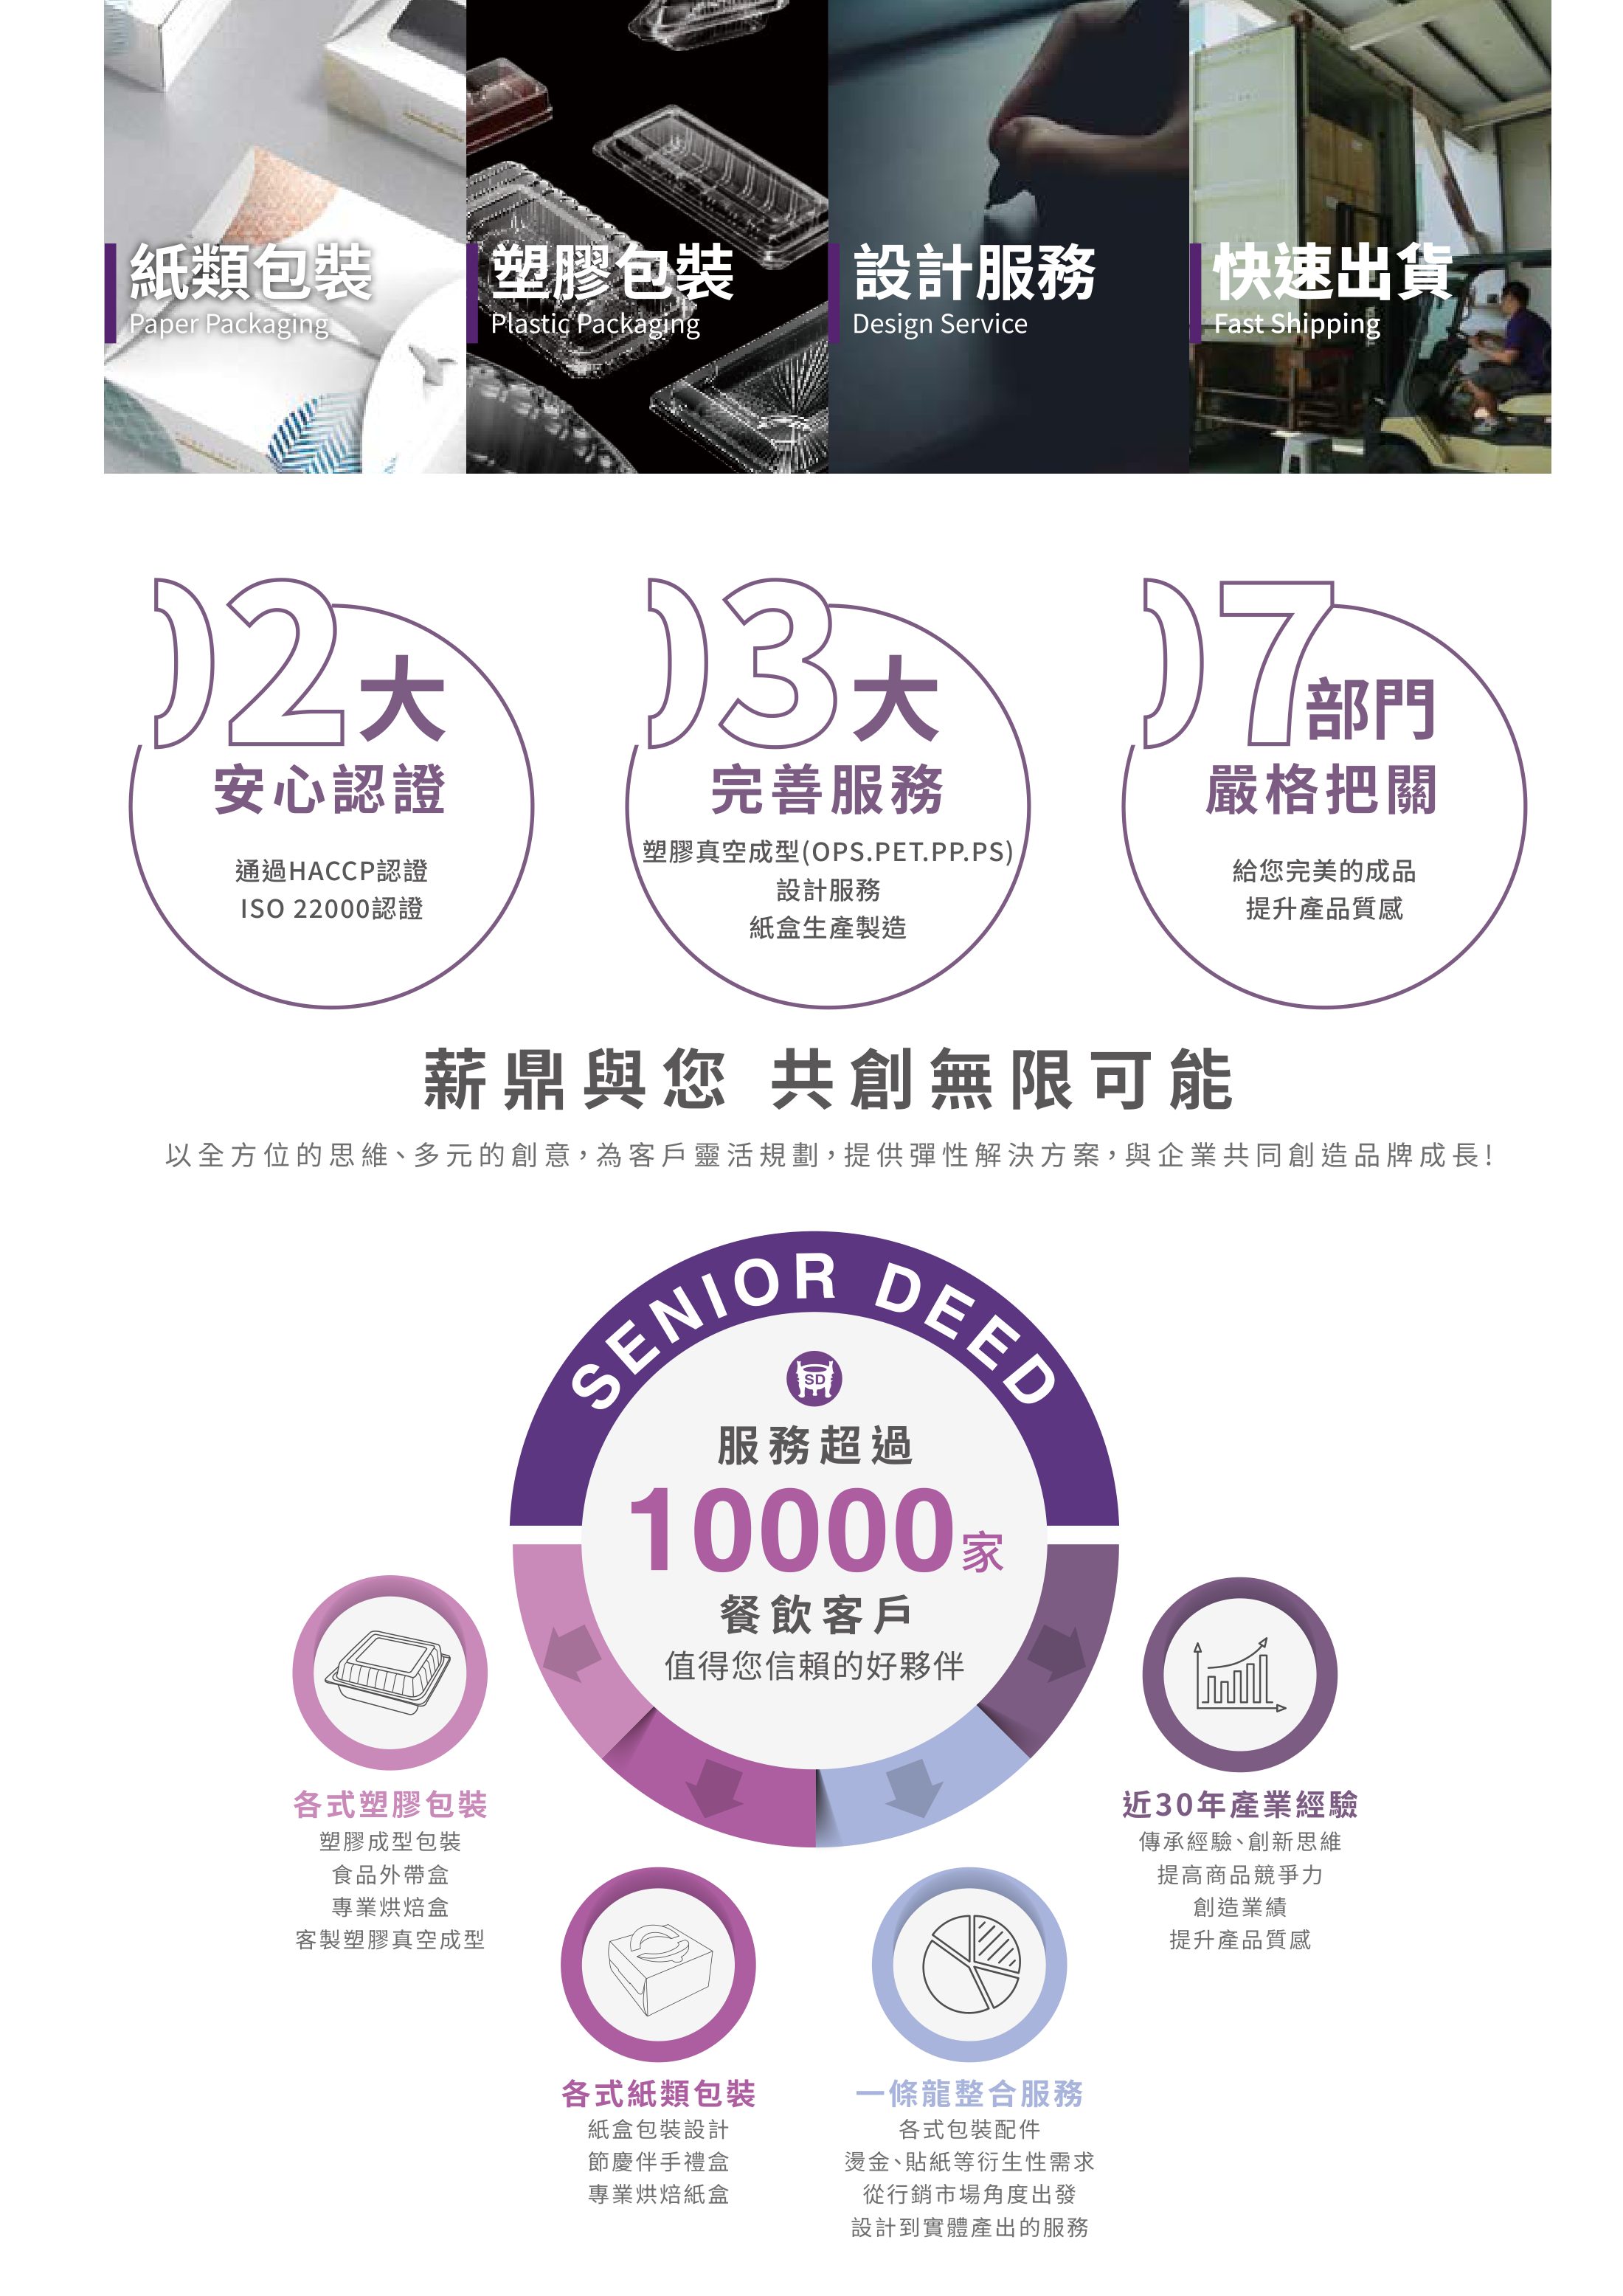 紙類包裝
Paper Packaging
塑膠包裝
Plastic Packaging
設計服務
Design Service
快速出貨
Fast Shipping
02大
安心認證
通過HACCP認證
ISO 22000認證
03大
完善服務
塑膠真空成型(OPS.PET.PP.PS)
設計服務
紙盒生產製造
07部門
嚴格把關
給您完美的成品
提升產品質感
薪鼎與您 共創無限可能
以全方位的思維、多元的創意，為客戶靈活規劃，提供彈性解決方案，與企業共同創造品牌成長!
SENIOR DEED
SD
服務超過
10000家
餐飲客戶
值得您信賴的好夥伴
各式塑膠包裝
塑膠成型包裝
食品外帶盒
專業烘焙盒
客製塑膠真空成型
各式紙類包裝
紙盒包裝設計
節慶伴手禮盒
專業烘焙紙盒
一條龍整合服務
各式包裝配件
燙金、貼紙等衍生性需求
從行銷市場角度出發
設計到實體產出的服務
近30年產業經驗
傳承經驗、創新思維
提高商品競爭力
創造業績
提升產品質感